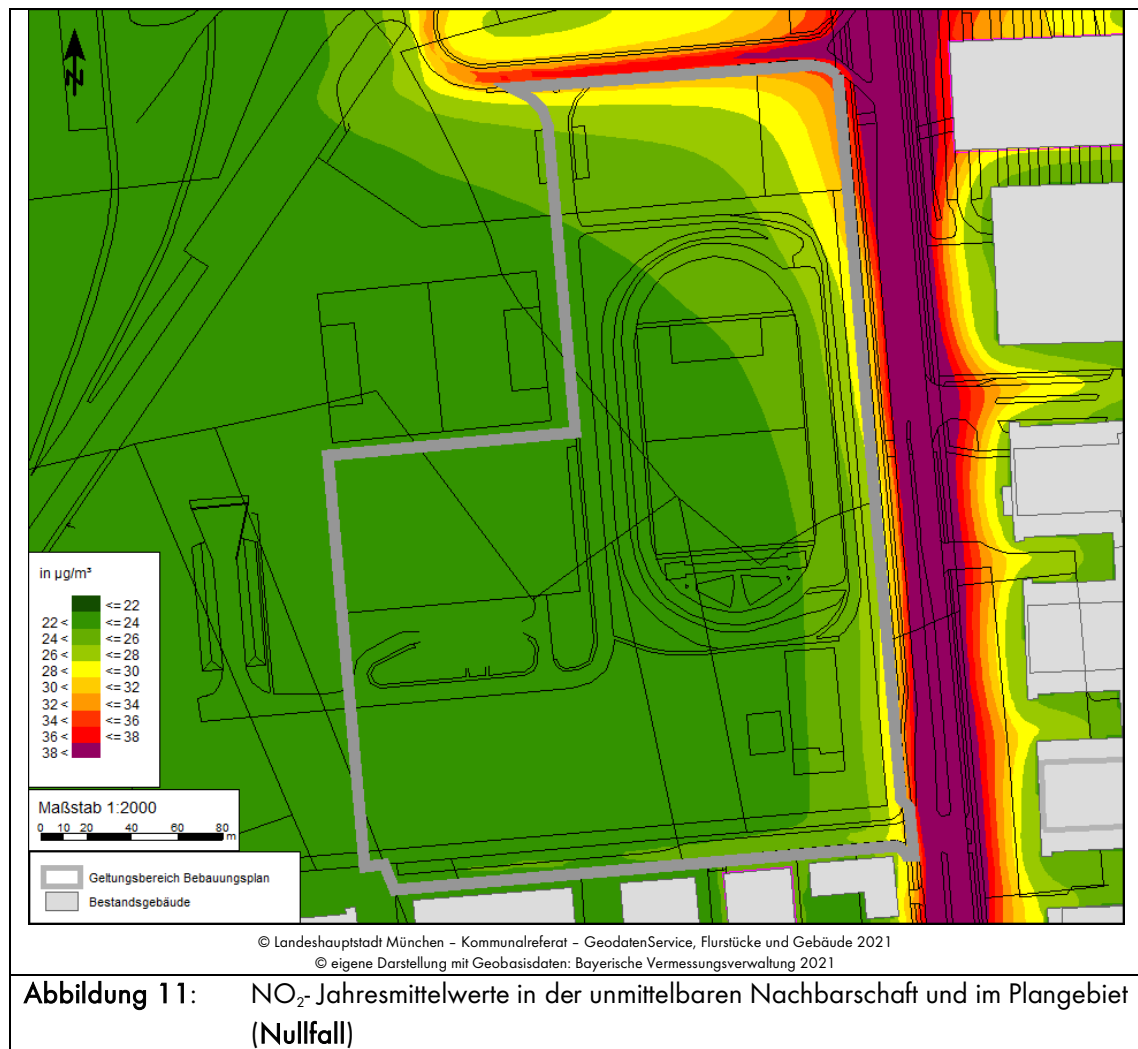 N
in µg/m³
<= 22
22 < <= 24
24 < <= 26
26 < <= 28
28 < <= 30
30 < <= 32
32 < <= 34
34 < <= 36
36 < <= 38
38 <
Maßstab 1:2000
0 10 20 40 60 80 m
Geltungsbereich Bebauungsplan
Bestandsgebäude
© Landeshauptstadt München – Kommunalreferat – GeodatenService, Flurstücke und Gebäude 2021
© eigene Darstellung mit Geobasisdaten: Bayerische Vermessungsverwaltung 2021
Abbildung 11: NO₂- Jahresmittelwerte in der unmittelbaren Nachbarschaft und im Plangebiet
(Nullfall)